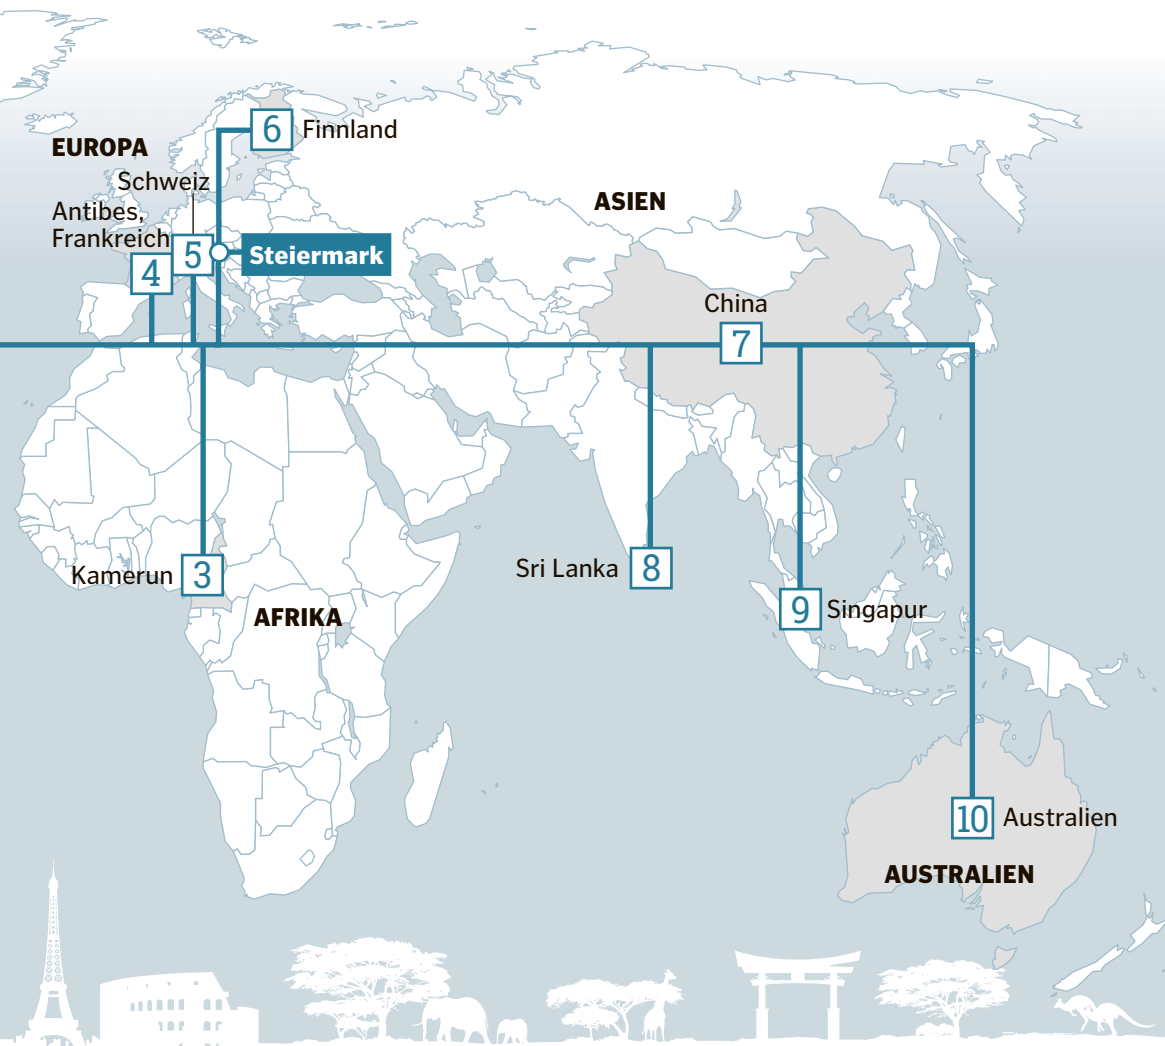 6 Finnland
EUROPA
Schweiz
ASIEN
Antibes,
Frankreich
5
Steiermark
4
China
7
Sri Lanka 8
Kamerun 3
9 Singapur
AFRIKA
10 Australien
AUSTRALIEN